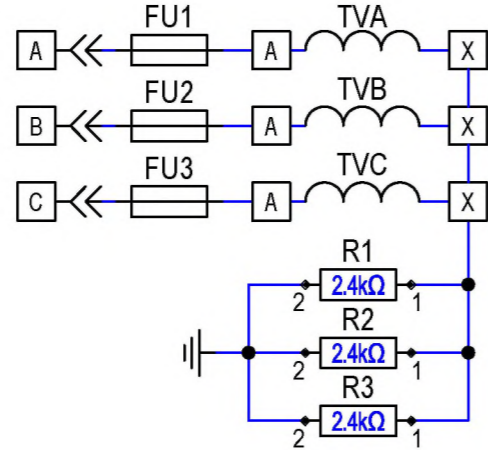 FU1 TVA
A A X
FU2 TVB
B A X
FU3 TVC
C A X
R1
2 2.4kΩ 1
R2
2 2.4kΩ 1
R3
2 2.4kΩ 1